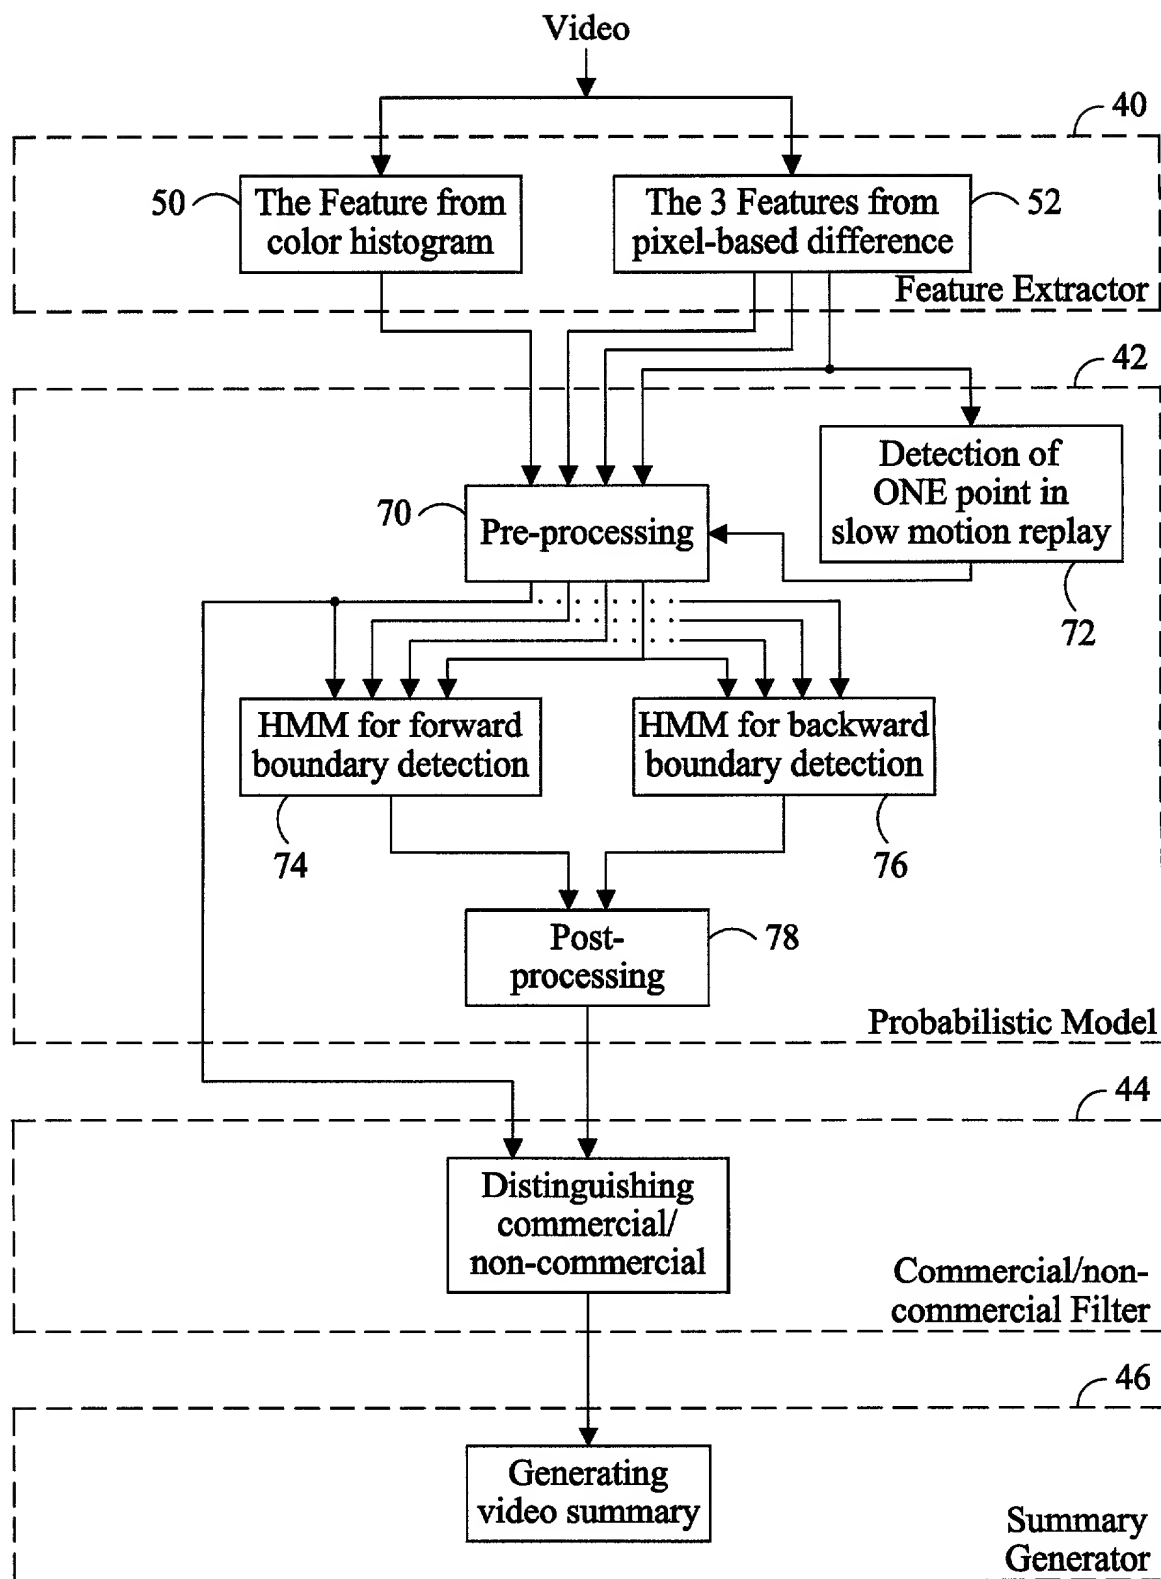 Video
40
50
The Feature from
color histogram
The 3 Features from
pixel-based difference
52
Feature Extractor
42
Detection of
ONE point in
slow motion replay
70
Pre-processing
72
HMM for forward
boundary detection
HMM for backward
boundary detection
74
76
Post-
processing
78
Probabilistic Model
44
Distinguishing
commercial/
non-commercial
Commercial/non-
commercial Filter
46
Generating
video summary
Summary
Generator